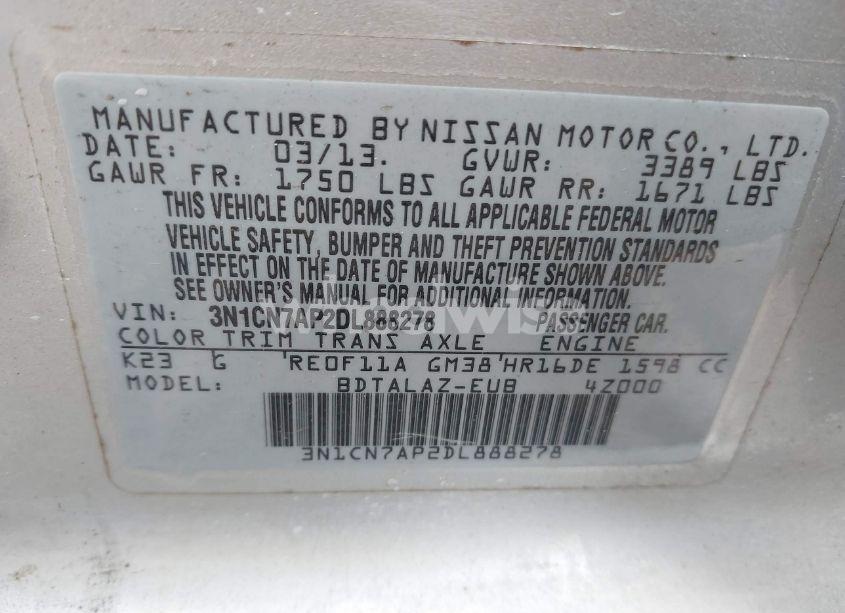 MANUFACTURED BY NISSAN MOTOR CO., LTD.
DATE: 03/13. GVWR: 3389 LBS
GAWR FR: 1750 LBS GAWR RR: 1671 LBS
THIS VEHICLE CONFORMS TO ALL APPLICABLE FEDERAL MOTOR
VEHICLE SAFETY, BUMPER AND THEFT PREVENTION STANDARDS
IN EFFECT ON THE DATE OF MANUFACTURE SHOWN ABOVE.
SEE OWNER'S MANUAL FOR ADDITIONAL INFORMATION.
VIN: 3N1CN7AP2DL888278 PASSENGER CAR.
COLOR TRIM TRANS AXLE ENGINE
K23 G RE0F11A GM38 HR16DE 1598 CC
MODEL: BDTALAZ-EUB 4Z000
3N1CN7AP2DL888278